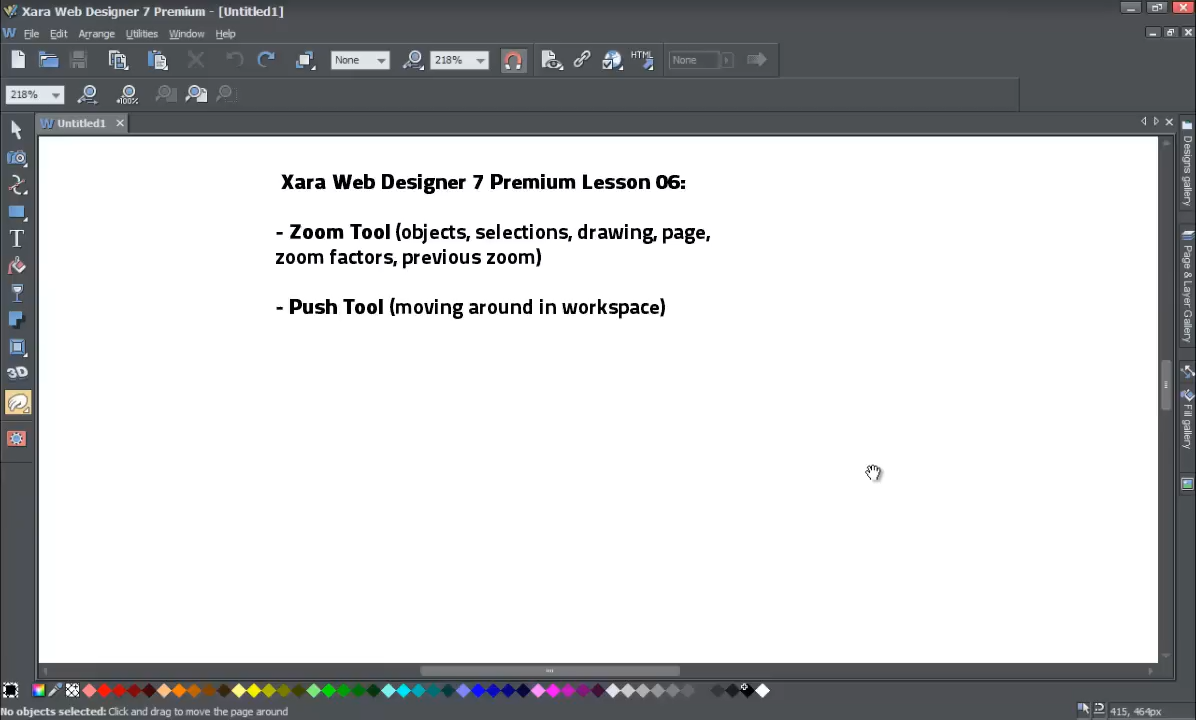 Xara Web Designer 7 Premium - [Untitled1]
File Edit Arrange Utilities Window Help
None 218% HTML None
218%
Untitled1
Xara Web Designer 7 Premium Lesson 06:
- Zoom Tool (objects, selections, drawing, page,
zoom factors, previous zoom)
- Push Tool (moving around in workspace)
T
3D
Designs gallery
Page & Layer Gallery
Fill gallery
No objects selected: Click and drag to move the page around
415, 464px